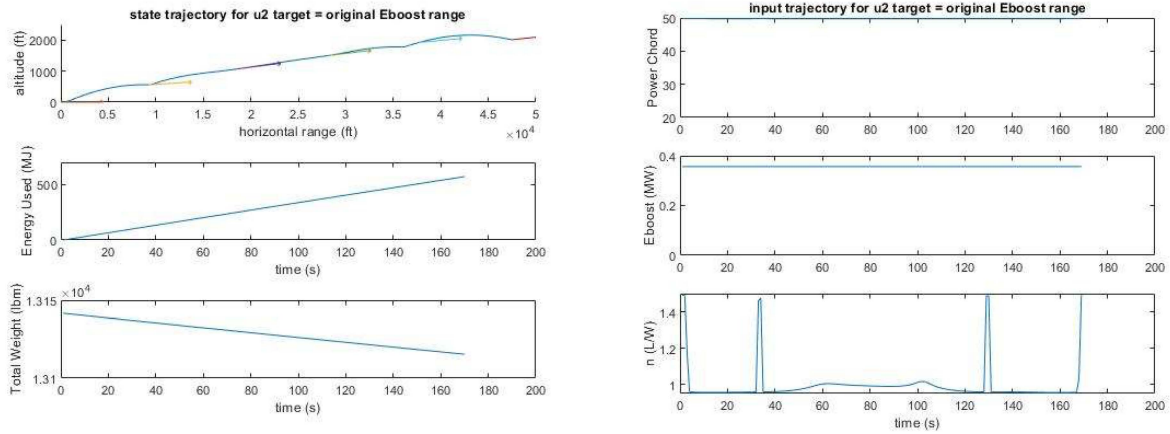 state trajectory for u2 target = original Eboost range
altitude (ft)
2000
1000
0
0 0.5 1 1.5 2 2.5 3 3.5 4 4.5 5
horizontal range (ft)
×10⁴
Energy Used (MJ)
500
0
0 20 40 60 80 100 120 140 160 180 200
time (s)
Total Weight (lbm)
×10⁴
1.315
1.31
0 20 40 60 80 100 120 140 160 180 200
time (s)
input trajectory for u2 target = original Eboost range
Power Chord
50
40
30
20
0 20 40 60 80 100 120 140 160 180 200
Eboost (MW)
0.4
0.2
0
0 20 40 60 80 100 120 140 160 180 200
n (L/W)
1.4
1.2
1
0 20 40 60 80 100 120 140 160 180 200
time (s)